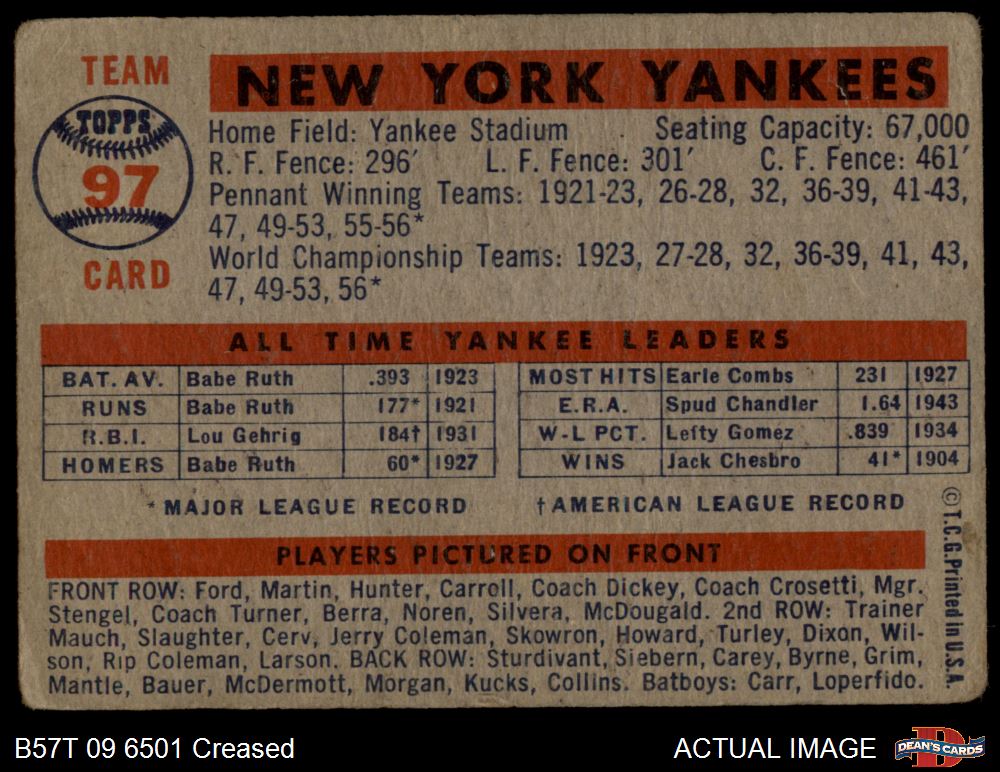 TEAM
TOPPS
97
CARD
NEW YORK YANKEES
Home Field: Yankee Stadium Seating Capacity: 67,000
R. F. Fence: 296′ L. F. Fence: 301′ C. F. Fence: 461′
Pennant Winning Teams: 1921-23, 26-28, 32, 36-39, 41-43,
47, 49-53, 55-56*
World Championship Teams: 1923, 27-28, 32, 36-39, 41, 43,
47, 49-53, 56*
ALL TIME YANKEE LEADERS
BAT. AV. Babe Ruth .393 1923 MOST HITS Earle Combs 231 1927
RUNS Babe Ruth 177* 1921 E.R.A. Spud Chandler 1.64 1943
R.B.I. Lou Gehrig 184† 1931 W-L PCT. Lefty Gomez .839 1934
HOMERS Babe Ruth 60* 1927 WINS Jack Chesbro 41* 1904
*MAJOR LEAGUE RECORD †AMERICAN LEAGUE RECORD
PLAYERS PICTURED ON FRONT
FRONT ROW: Ford, Martin, Hunter, Carroll, Coach Dickey, Coach Crosetti, Mgr.
Stengel, Coach Turner, Berra, Noren, Silvera, McDougald. 2nd ROW: Trainer
Mauch, Slaughter, Cerv, Jerry Coleman, Skowron, Howard, Turley, Dixon, Wil-
son, Rip Coleman, Larson. BACK ROW: Sturdivant, Siebern, Carey, Byrne, Grim,
Mantle, Bauer, McDermott, Morgan, Kucks, Collins. Batboys: Carr, Loperfido.
©T.C.G. Printed in U.S.A.
B57T 09 6501 Creased
ACTUAL IMAGE
DEAN'S CARDS